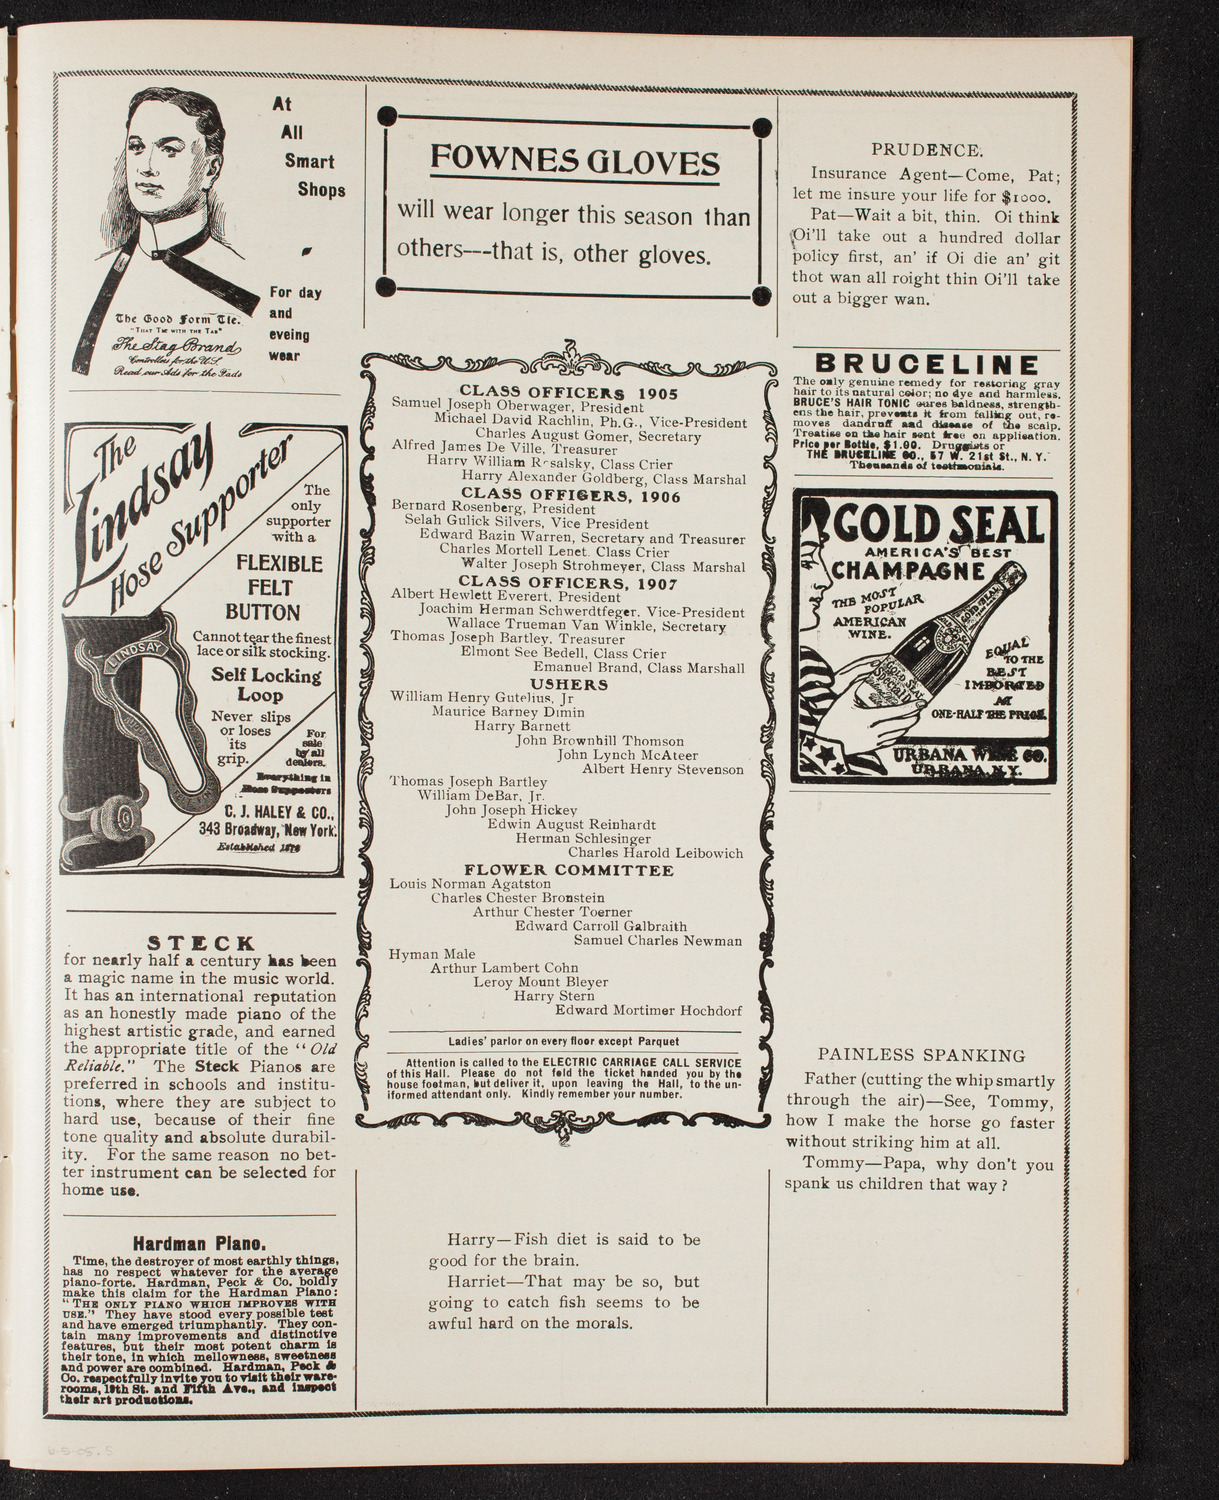 At
All
Smart
Shops
For day
and
eveing
wear
The Good Form Tie.
"THAT TIE WITH THE TAB"
The Stag Brand
Controllers for the U.S.
Read our Ads for the Fads
The
Lindsay
Hose Supporter
The
only
supporter
with a
FLEXIBLE
FELT
BUTTON
Cannot tear the finest
lace or silk stocking.
Self Locking
Loop
Never slips
or loses
its
grip.
For
sale
by all
dealers.
Everything in
Hose Supporters
LINDSAY
C. J. HALEY & CO.,
343 Broadway, New York.
Established 1870
STECK
for nearly half a century has been
a magic name in the music world.
It has an international reputation
as an honestly made piano of the
highest artistic grade, and earned
the appropriate title of the "Old
Reliable." The Steck Pianos are
preferred in schools and institu-
tions, where they are subject to
hard use, because of their fine
tone quality and absolute durabil-
ity. For the same reason no bet-
ter instrument can be selected for
home use.
Hardman Piano.
Time, the destroyer of most earthly things,
has no respect whatever for the average
piano-forte. Hardman, Peck & Co. boldly
make this claim for the Hardman Piano:
"THE ONLY PIANO WHICH IMPROVES WITH
USE." They have stood every possible test
and have emerged triumphantly. They con-
tain many improvements and distinctive
features, but their most potent charm is
their tone, in which mellowness, sweetness
and power are combined. Hardman, Peck &
Co. respectfully invite you to visit their ware-
rooms, 19th St. and Fifth Ave., and inspect
their art productions.
FOWNES GLOVES
will wear longer this season than
others---that is, other gloves.
CLASS OFFICERS 1905
Samuel Joseph Oberwager, President
Michael David Rachlin, Ph.G., Vice-President
Charles August Gomer, Secretary
Alfred James De Ville, Treasurer
Harry William Rosalsky, Class Crier
Harry Alexander Goldberg, Class Marshal
CLASS OFFICERS, 1906
Bernard Rosenberg, President
Selah Gulick Silvers, Vice President
Edward Bazin Warren, Secretary and Treasurer
Charles Mortell Lenet. Class Crier
Walter Joseph Strohmeyer, Class Marshal
CLASS OFFICERS, 1907
Albert Hewlett Everert, President
Joachim Herman Schwerdtfeger, Vice-President
Wallace Trueman Van Winkle, Secretary
Thomas Joseph Bartley, Treasurer
Elmont See Bedell, Class Crier
Emanuel Brand, Class Marshall
USHERS
William Henry Gutelius, Jr
Maurice Barney Dimin
Harry Barnett
John Brownhill Thomson
John Lynch McAteer
Albert Henry Stevenson
Thomas Joseph Bartley
William DeBar, Jr.
John Joseph Hickey
Edwin August Reinhardt
Herman Schlesinger
Charles Harold Leibowich
FLOWER COMMITTEE
Louis Norman Agatston
Charles Chester Bronstein
Arthur Chester Toerner
Edward Carroll Galbraith
Samuel Charles Newman
Hyman Male
Arthur Lambert Cohn
Leroy Mount Bleyer
Harry Stern
Edward Mortimer Hochdorf
Ladies' parlor on every floor except Parquet
Attention is called to the ELECTRIC CARRIAGE CALL SERVICE
of this Hall. Please do not fold the ticket handed you by the
house footman, but deliver it, upon leaving the Hall, to the un-
iformed attendant only. Kindly remember your number.
Harry—Fish diet is said to be
good for the brain.
Harriet—That may be so, but
going to catch fish seems to be
awful hard on the morals.
PRUDENCE.
Insurance Agent—Come, Pat;
let me insure your life for $1000.
Pat—Wait a bit, thin. Oi think
Oi'll take out a hundred dollar
policy first, an' if Oi die an' git
thot wan all roight thin Oi'll take
out a bigger wan.
BRUCELINE
The only genuine remedy for restoring gray
hair to its natural color; no dye and harmless.
BRUCE'S HAIR TONIC cures baldness, strength-
ens the hair, prevents it from falling out, re-
moves dandruff and disease of the scalp.
Treatise on the hair sent free on application.
Price per Bottle, $1.00. Druggists or
THE BRUCELINE CO., 57 W. 21st St., N. Y.
Thousands of testimonials.
GOLD SEAL
AMERICA'S BEST
CHAMPAGNE
THE MOST
POPULAR
AMERICAN
WINE.
GOLD SEAL
GOLD SEAL
Special
EQUAL
TO THE
BEST
IMPORTED
AT
ONE-HALF THE PRICE.
URBANA WINE CO.
URBANA. N.Y.
PAINLESS SPANKING
Father (cutting the whip smartly
through the air)—See, Tommy,
how I make the horse go faster
without striking him at all.
Tommy—Papa, why don't you
spank us children that way?
6-5-05.5